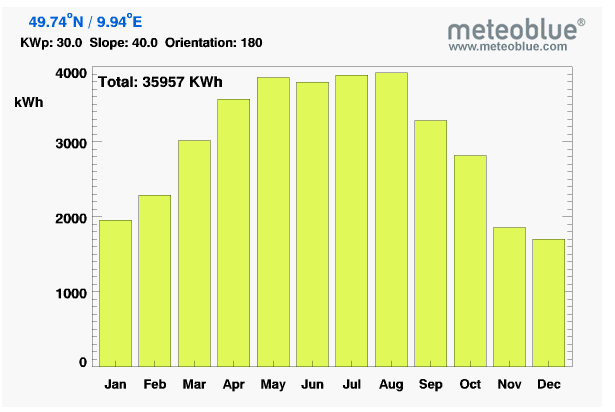 49.74°N / 9.94°E
KWp: 30.0 Slope: 40.0 Orientation: 180
meteoblue®
www.meteoblue.com
Total: 35957 KWh
kWh
4000
3000
2000
1000
0
Jan Feb Mar Apr May Jun Jul Aug Sep Oct Nov Dec